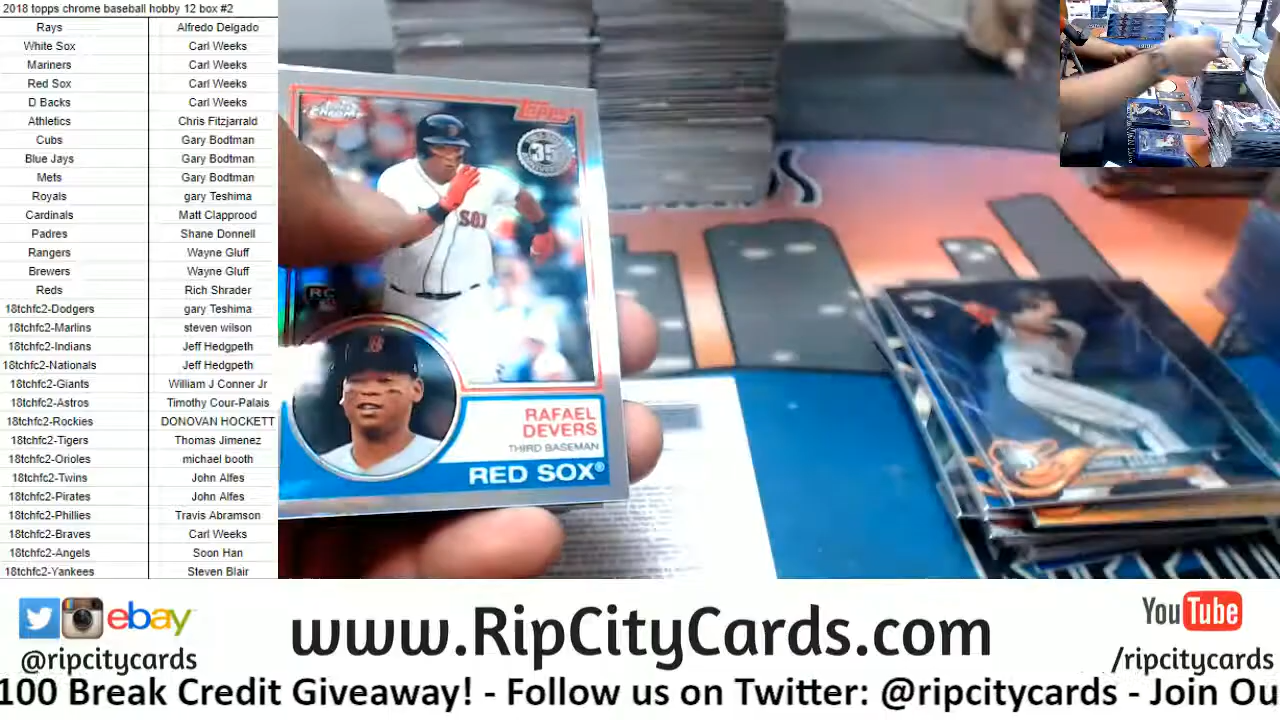 2018 topps chrome baseball hobby 12 box #2
Rays Alfredo Delgado
White Sox Carl Weeks
Mariners Carl Weeks
Red Sox Carl Weeks
D Backs Carl Weeks
Athletics Chris Fitzjarrald
Cubs Gary Bodtman
Blue Jays Gary Bodtman
Mets Gary Bodtman
Royals gary Teshima
Cardinals Matt Clapprood
Padres Shane Donnell
Rangers Wayne Gluff
Brewers Wayne Gluff
Reds Rich Shrader
18tchfc2-Dodgers gary Teshima
18tchfc2-Marlins steven wilson
18tchfc2-Indians Jeff Hedgpeth
18tchfc2-Nationals Jeff Hedgpeth
18tchfc2-Giants William J Conner Jr
18tchfc2-Astros Timothy Cour-Palais
18tchfc2-Rockies DONOVAN HOCKETT
18tchfc2-Tigers Thomas Jimenez
18tchfc2-Orioles michael booth
18tchfc2-Twins John Alfes
18tchfc2-Pirates John Alfes
18tchfc2-Phillies Travis Abramson
18tchfc2-Braves Carl Weeks
18tchfc2-Angels Soon Han
18tchfc2-Yankees Steven Blair
Chrome
Topps
35
SOX
RC
RAFAEL
DEVERS
THIRD BASEMAN
RED SOX®
ebay
@ripcitycards
www.RipCityCards.com
YouTube
/ripcitycards
100 Break Credit Giveaway! - Follow us on Twitter: @ripcitycards - Join Ou